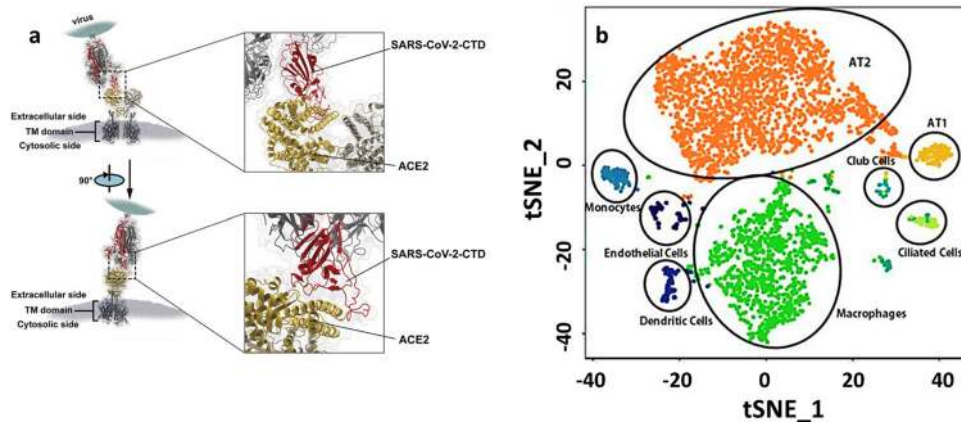 a
virus
SARS-CoV-2-CTD
Extracellular side
TM domain
Cytosolic side
ACE2
90°
SARS-CoV-2-CTD
Extracellular side
TM domain
Cytosolic side
ACE2
b
AT2
AT1
Club Cells
Monocytes
Endothelial Cells
Ciliated Cells
Dendritic Cells
Macrophages
tSNE_2
20
0
-20
-40
-40
-20
0
20
40
tSNE_1